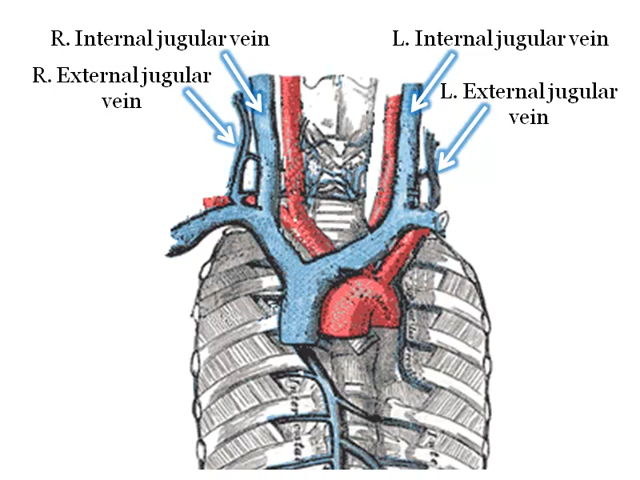 R. Internal jugular vein
L. Internal jugular vein
R. External jugular
vein
L. External jugular
vein